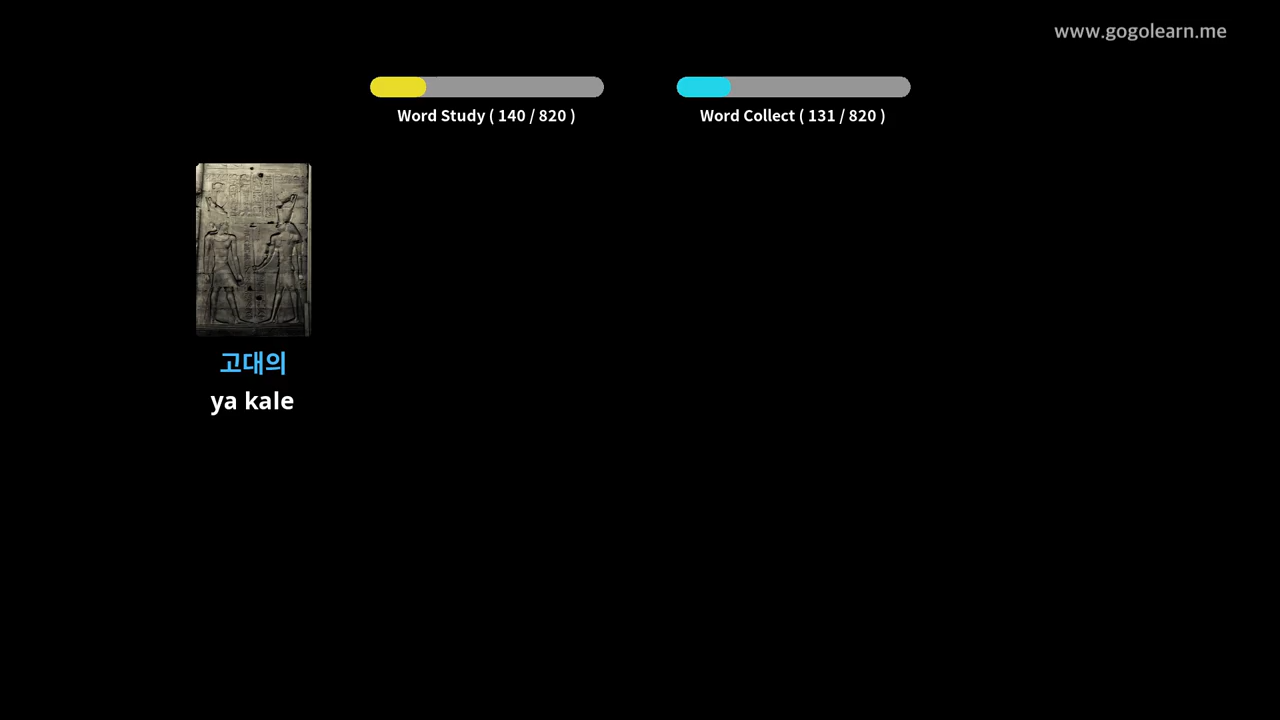 www.gogolearn.me
Word Study ( 140 / 820 )
Word Collect ( 131 / 820 )
고대의
ya kale